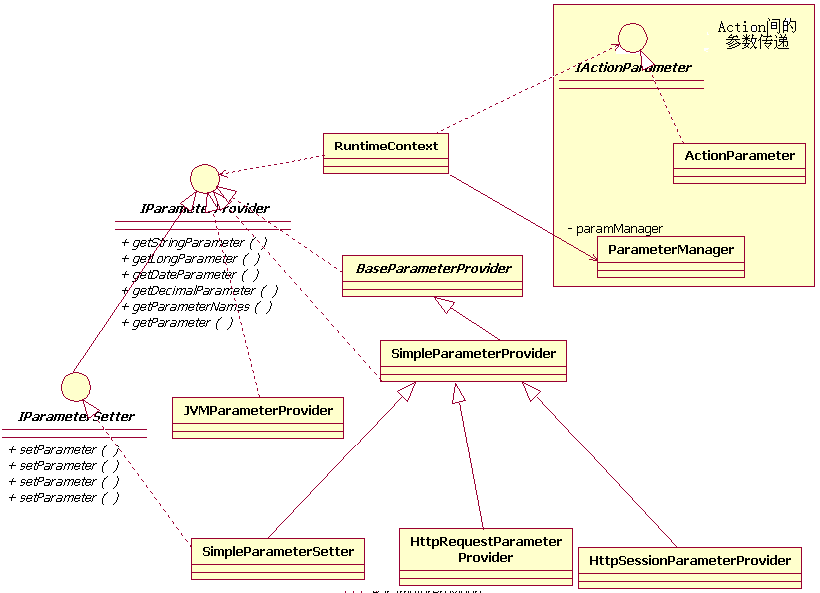 Action间的
参数传递
IActionParameter
RuntimeContext
ActionParameter
IParameterProvider
- paramManager
ParameterManager
+ getStringParameter ( )
+ getLongParameter ( )
+ getDateParameter ( )
+ getDecimalParameter ( )
+ getParameterNames ( )
+ getParameter ( )
BaseParameterProvider
SimpleParameterProvider
IParameterSetter
JVMParameterProvider
+ setParameter ( )
+ setParameter ( )
+ setParameter ( )
+ setParameter ( )
SimpleParameterSetter
HttpRequestParameter
Provider
HttpSessionParameterProvider